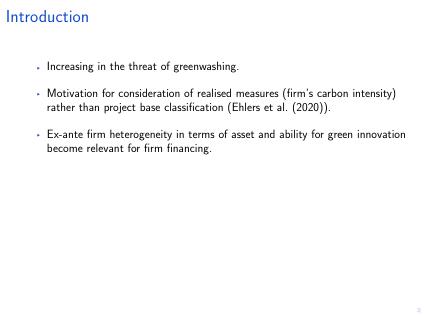 Introduction
Increasing in the threat of greenwashing.
Motivation for consideration of realised measures (firm's carbon intensity)
rather than project base classification (Ehlers et al. (2020)).
Ex-ante firm heterogeneity in terms of asset and ability for green innovation
become relevant for firm financing.